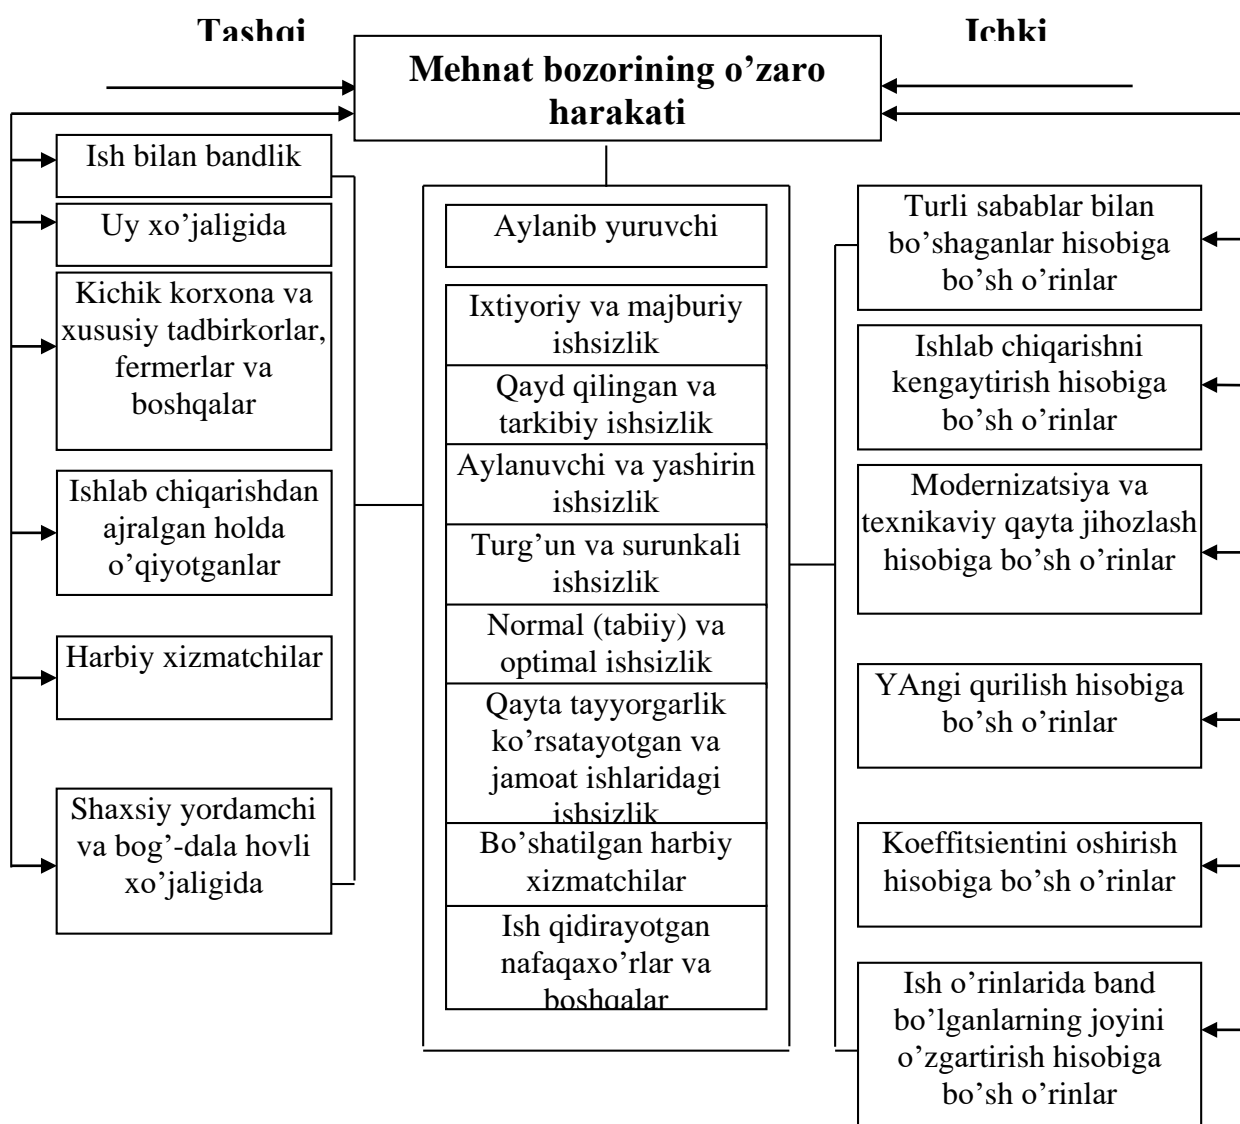 Tashqi
Ichki
Mehnat bozorining o’zaro
harakati
Ish bilan bandlik
Uy xo’jaligida
Kichik korxona va
xususiy tadbirkorlar,
fermerlar va
boshqalar
Ishlab chiqarishdan
ajralgan holda
o’qiyotganlar
Harbiy xizmatchilar
Shaxsiy yordamchi
va bog’-dala hovli
xo’jaligida
Aylanib yuruvchi
Ixtiyoriy va majburiy
ishsizlik
Qayd qilingan va
tarkibiy ishsizlik
Aylanuvchi va yashirin
ishsizlik
Turg’un va surunkali
ishsizlik
Normal (tabiiy) va
optimal ishsizlik
Qayta tayyorgarlik
ko’rsatayotgan va
jamoat ishlaridagi
ishsizlik
Bo’shatilgan harbiy
xizmatchilar
Ish qidirayotgan
nafaqaxo’rlar va
boshqalar
Turli sabablar bilan
bo’shaganlar hisobiga
bo’sh o’rinlar
Ishlab chiqarishni
kengaytirish hisobiga
bo’sh o’rinlar
Modernizatsiya va
texnikaviy qayta jihozlash
hisobiga bo’sh o’rinlar
YAngi qurilish hisobiga
bo’sh o’rinlar
Koeffitsientini oshirish
hisobiga bo’sh o’rinlar
Ish o’rinlarida band
bo’lganlarning joyini
o’zgartirish hisobiga
bo’sh o’rinlar